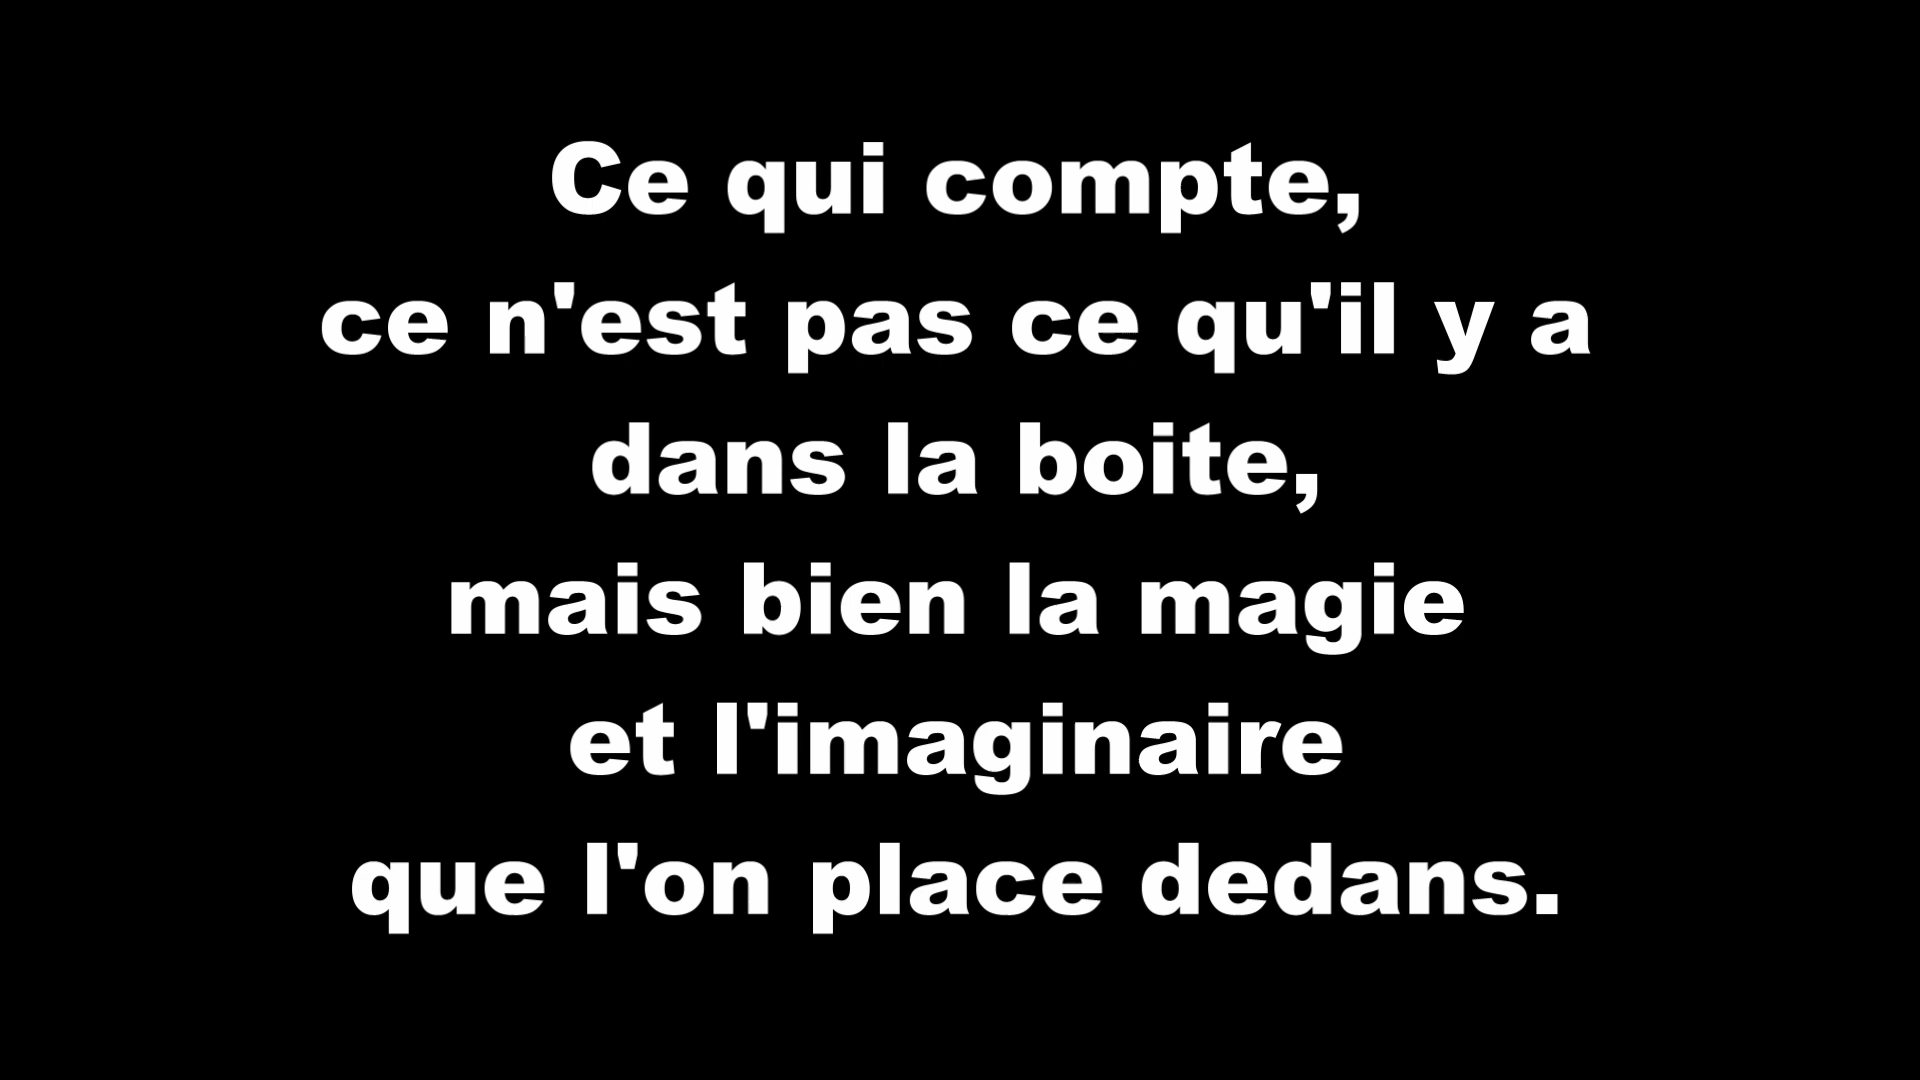 Ce qui compte,
ce n'est pas ce qu'il y a
dans la boite,
mais bien la magie
et l'imaginaire
que l'on place dedans.